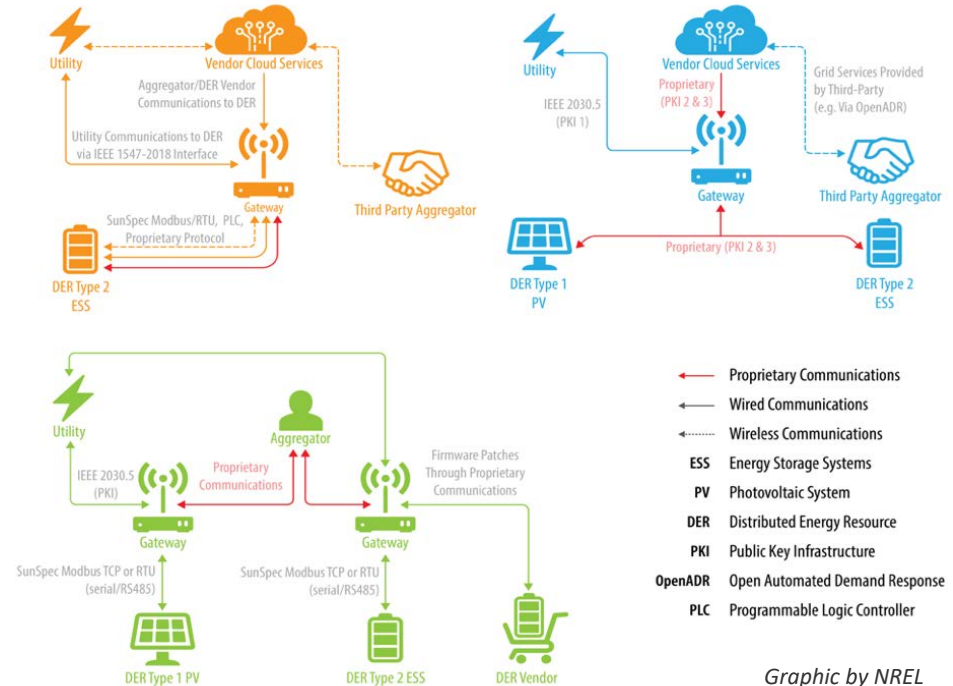 Utility
Vendor Cloud Services
Aggregator/DER Vendor
Communications to DER
Utility Communications to DER
via IEEE 1547-2018 Interface
Gateway
Third Party Aggregator
SunSpec Modbus/RTU, PLC,
Proprietary Protocol
DER Type 2
ESS
Utility
Vendor Cloud Services
Proprietary
(PKI 2 & 3)
Grid Services Provided
by Third-Party
(e.g. Via OpenADR)
IEEE 2030.5
(PKI 1)
Gateway
Third Party Aggregator
Proprietary (PKI 2 & 3)
DER Type 1
PV
DER Type 2
ESS
Utility
Aggregator
IEEE 2030.5
(PKI)
Proprietary
Communications
Firmware Patches
Through Proprietary
Communications
Gateway
Gateway
SunSpec Modbus TCP or RTU
(serial/RS485)
SunSpec Modbus TCP or RTU
(serial/RS485)
DER Type 1 PV
DER Type 2 ESS
DER Vendor
Proprietary Communications
Wired Communications
Wireless Communications
ESS Energy Storage Systems
PV Photovoltaic System
DER Distributed Energy Resource
PKI Public Key Infrastructure
OpenADR Open Automated Demand Response
PLC Programmable Logic Controller
Graphic by NREL